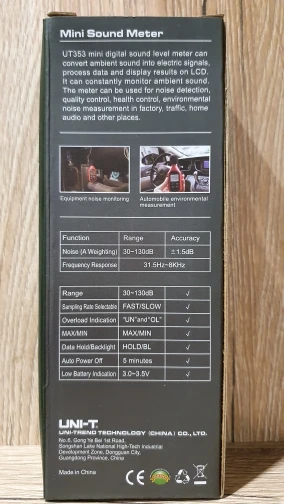 Mini Sound Meter
UT353 mini digital sound level meter can
convert ambient sound into electric signals,
process data and display results on LCD.
It can constantly monitor ambient sound.
The meter can be used for noise detection,
quality control, health control, environmental
noise measurement in factory, traffic, home
audio and other places.
Equipment noise monitoring
Automobile environmental
measurement
Function Range Accuracy
Noise (A Weighting) 30~130dB ±1.5dB
Frequency Response 31.5Hz~8KHz
Range 30~130dB √
Sampling Rate Selectable FAST/SLOW √
Overload Indication "UN"and"OL" √
MAX/MIN MAX/MIN √
Data Hold/Backlight HOLD/BL √
Auto Power Off 5 minutes √
Low Battery Indication 3.0~3.5V √
UNI-T
UNI-TREND TECHNOLOGY (CHINA) CO., LTD.
No.6, Gong Ye Bei 1st Road,
Songshan Lake National High-Tech Industrial
Development Zone, Dongguan City,
Guangdong Province, China
Made in China
CE